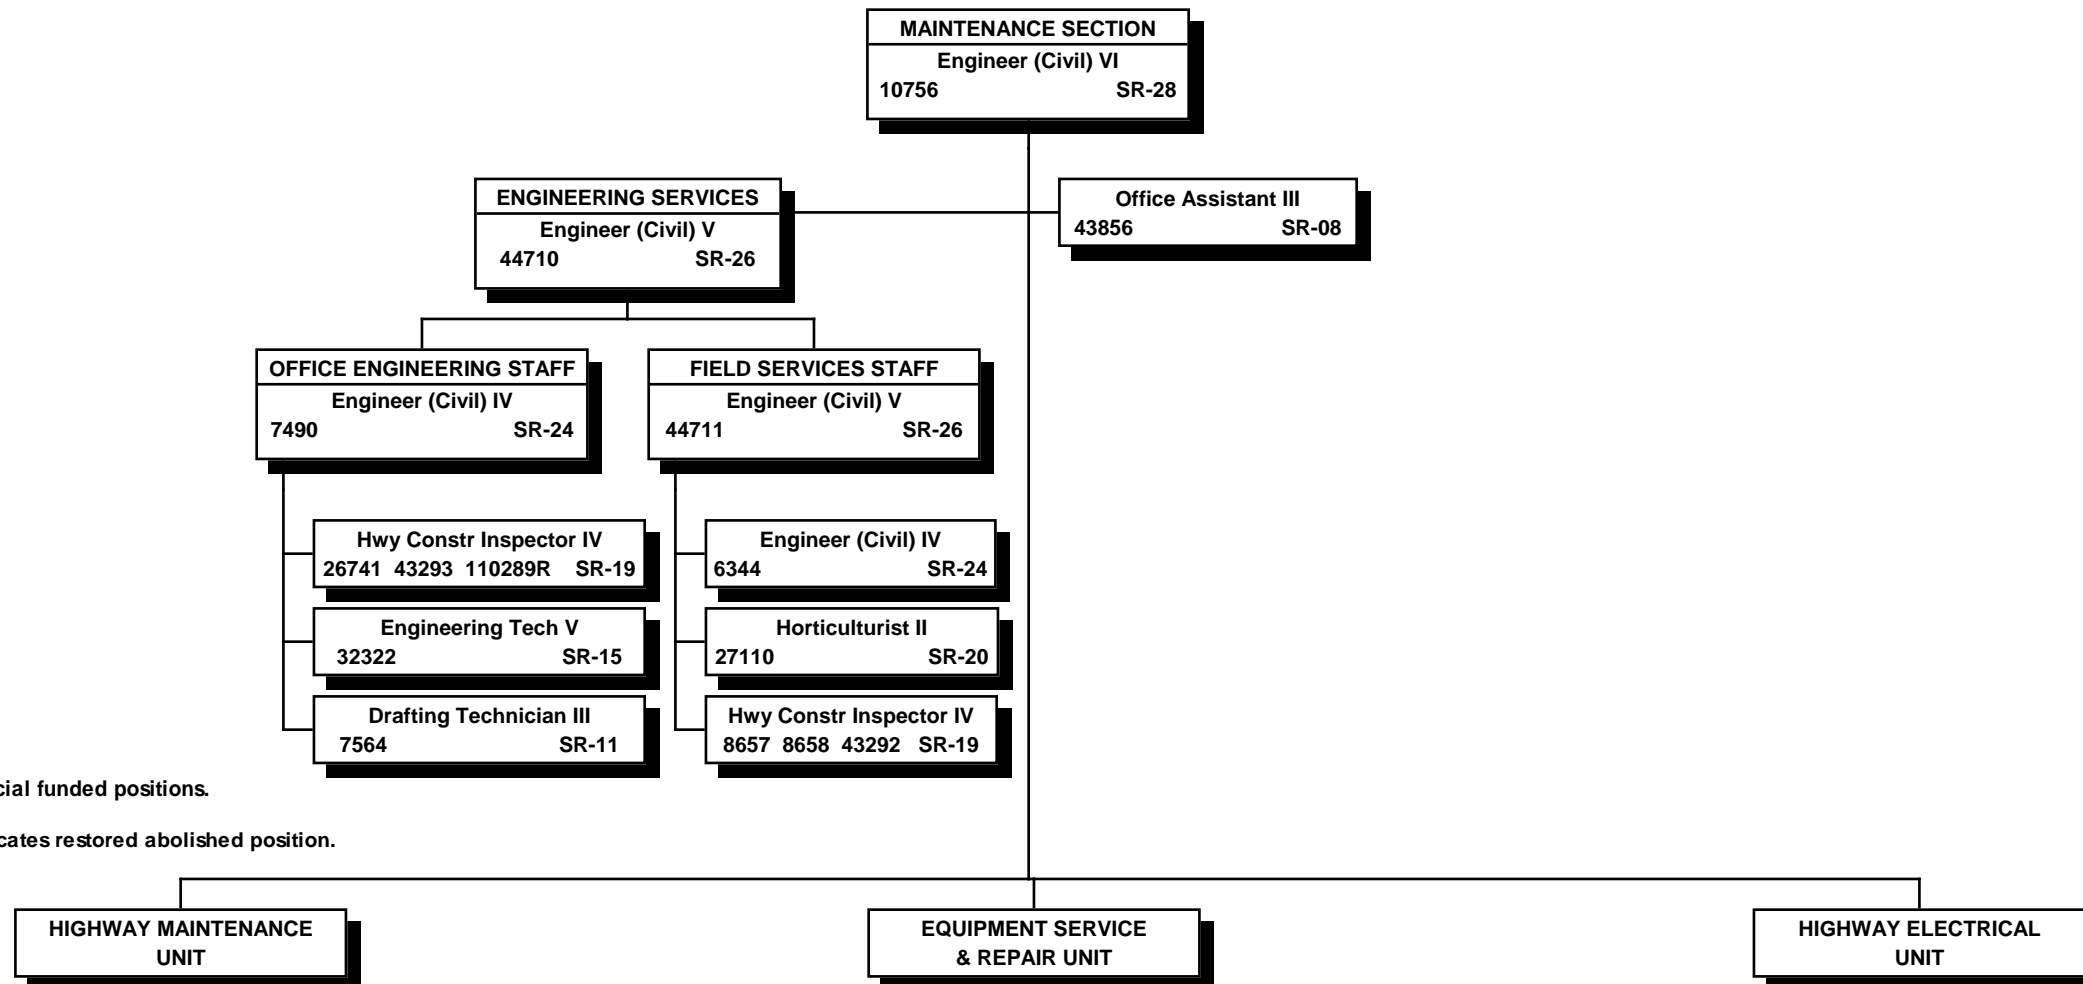 MAINTENANCE SECTION
Engineer (Civil) VI
10756 SR-28
ENGINEERING SERVICES
Engineer (Civil) V
44710 SR-26
Office Assistant III
43856 SR-08
OFFICE ENGINEERING STAFF
Engineer (Civil) IV
7490 SR-24
FIELD SERVICES STAFF
Engineer (Civil) V
44711 SR-26
Hwy Constr Inspector IV
26741 43293 110289R SR-19
Engineering Tech V
32322 SR-15
Drafting Technician III
7564 SR-11
Engineer (Civil) IV
6344 SR-24
Horticulturist II
27110 SR-20
Hwy Constr Inspector IV
8657 8658 43292 SR-19
cial funded positions.
cates restored abolished position.
HIGHWAY MAINTENANCE
UNIT
EQUIPMENT SERVICE
& REPAIR UNIT
HIGHWAY ELECTRICAL
UNIT